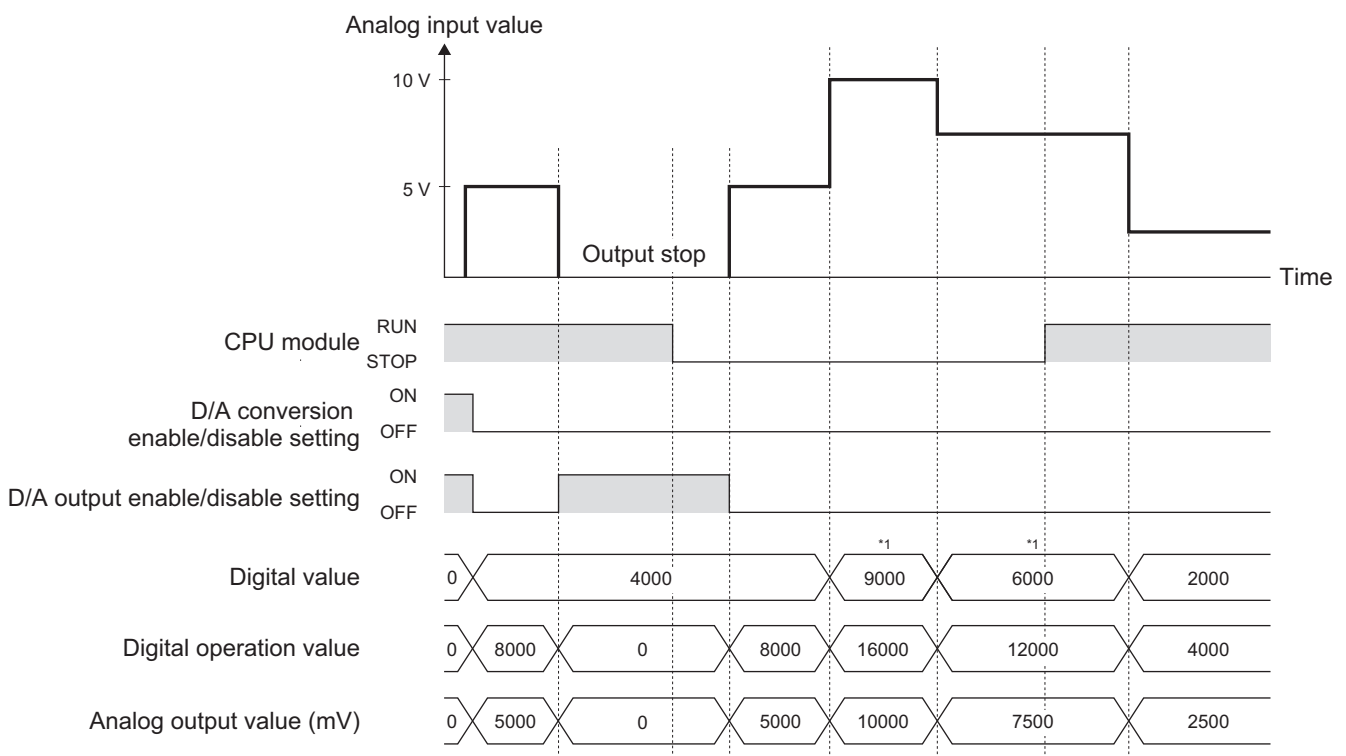 Analog input value
10 V
5 V
Output stop
Time
CPU module
RUN
STOP
D/A conversion
enable/disable setting
ON
OFF
D/A output enable/disable setting
ON
OFF
*1 *1
Digital value 0 4000 9000 6000 2000
Digital operation value 0 8000 0 8000 16000 12000 4000
Analog output value (mV) 0 5000 0 5000 10000 7500 2500